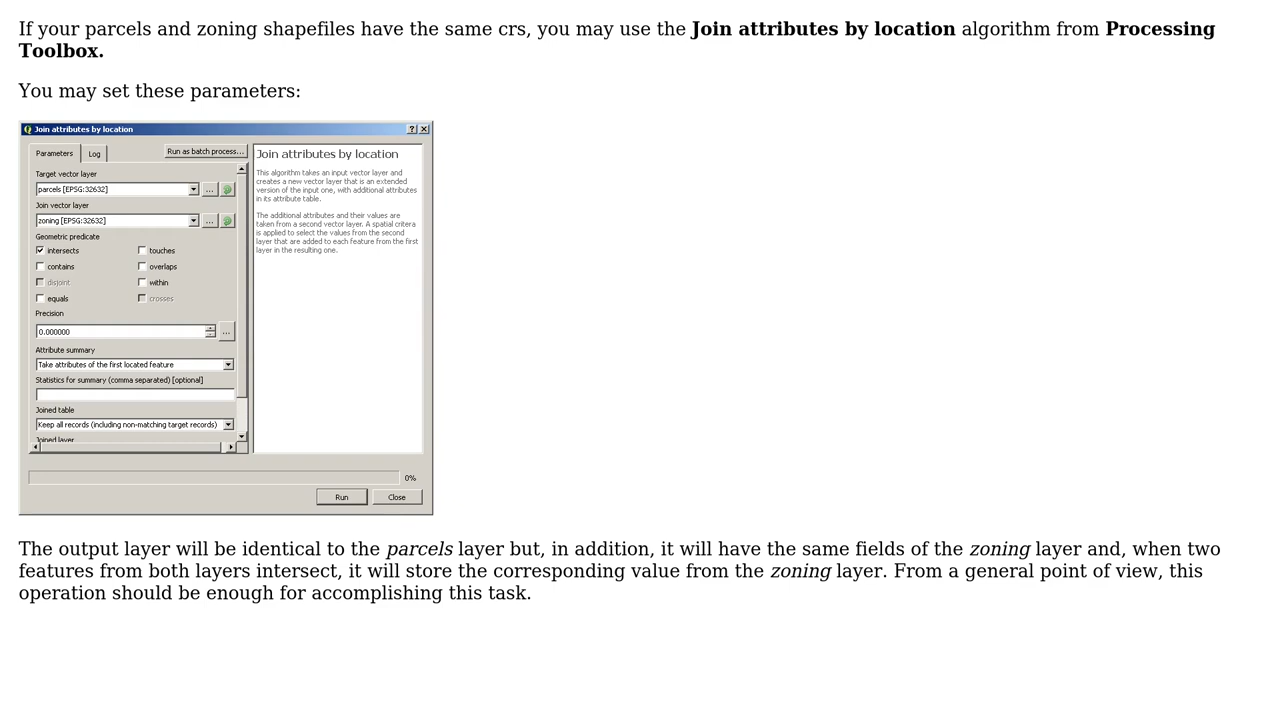 If your parcels and zoning shapefiles have the same crs, you may use the Join attributes by location algorithm from Processing
Toolbox.
You may set these parameters:
Join attributes by location
? 
Parameters
Log
Run as batch process...
Target vector layer
parcels [EPSG:32632]
...
Join vector layer
zoning [EPSG:32632]
...
Geometric predicate
intersects
touches
contains
overlaps
disjoint
within
equals
crosses
Precision
0.000000
...
Attribute summary
Take attributes of the first located feature
Statistics for summary (comma separated) [optional]
Joined table
Keep all records (including non-matching target records)
Joined layer
Join attributes by location
This algorithm takes an input vector layer and
creates a new vector layer that is an extended
version of the input one, with additional attributes
in its attribute table.
The additional attributes and their values are
taken from a second vector layer. A spatial critera
is applied to select the values from the second
layer that are added to each feature from the first
layer in the resulting one.
0%
Run
Close
The output layer will be identical to the parcels layer but, in addition, it will have the same fields of the zoning layer and, when two
features from both layers intersect, it will store the corresponding value from the zoning layer. From a general point of view, this
operation should be enough for accomplishing this task.